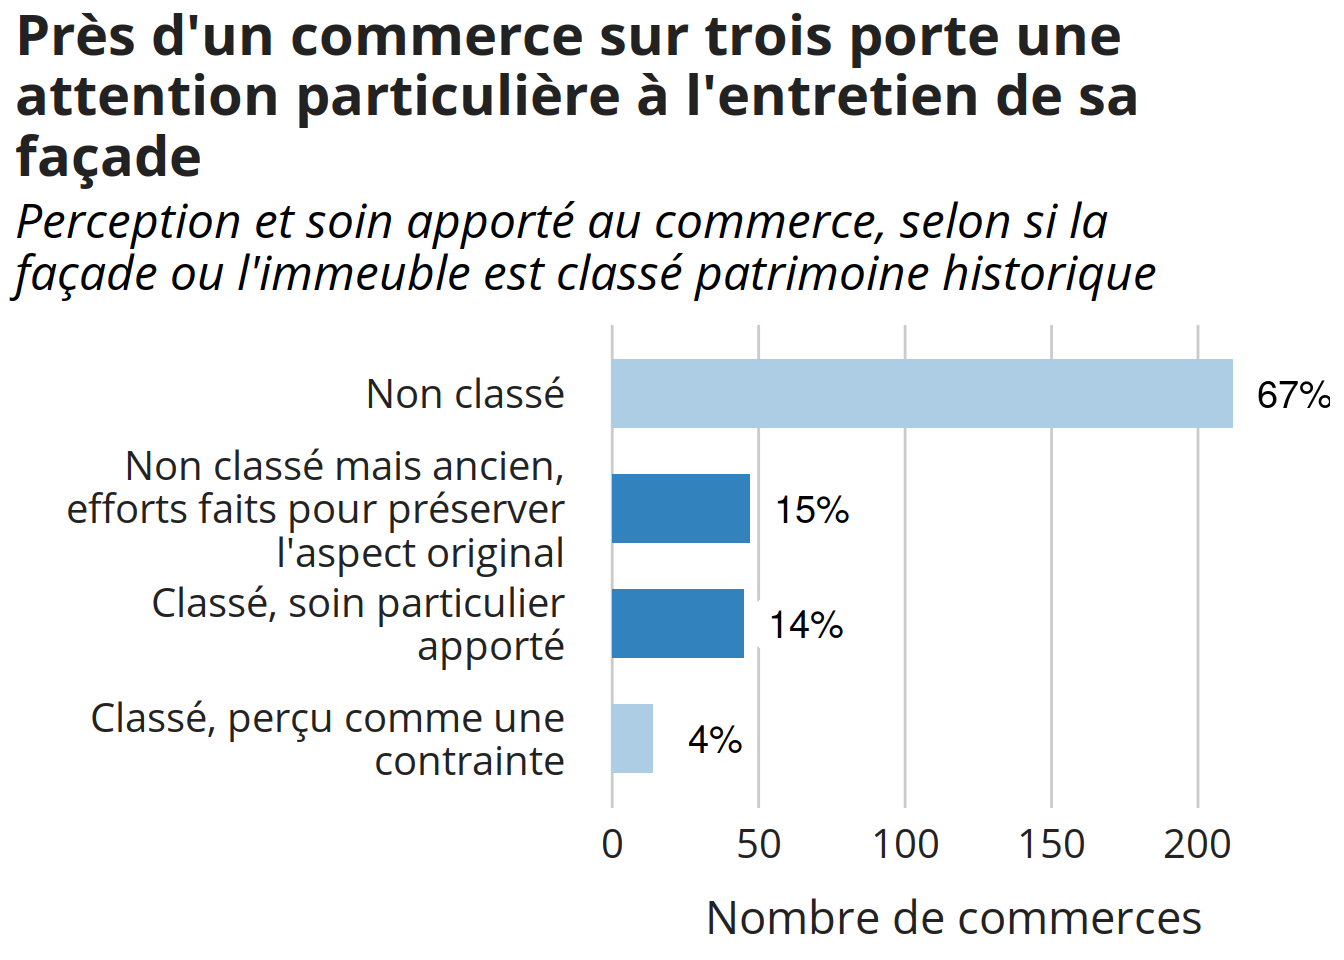 Près d'un commerce sur trois porte une
attention particulière à l'entretien de sa
façade
Perception et soin apporté au commerce, selon si la
façade ou l'immeuble est classé patrimoine historique
Non classé
67%
Non classé mais ancien,
efforts faits pour préserver
l'aspect original
15%
Classé, soin particulier
apporté
14%
Classé, perçu comme une
contrainte
4%
0 50 100 150 200
Nombre de commerces